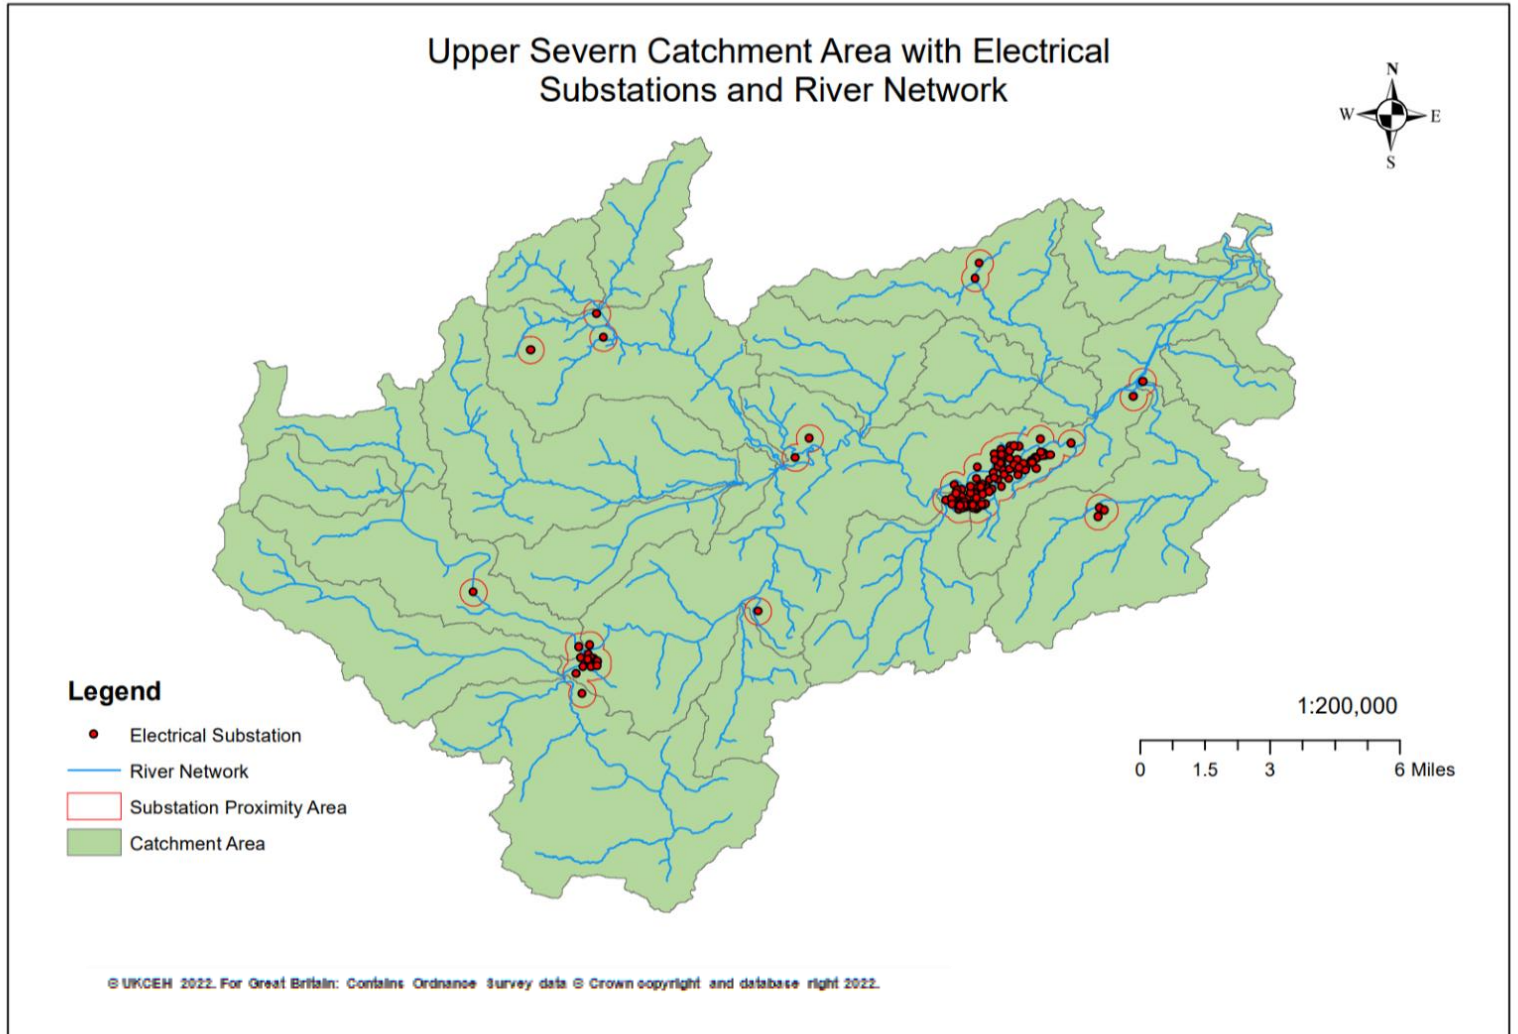 Upper Severn Catchment Area with Electrical
Substations and River Network
N
W E
S
Legend
Electrical Substation
River Network
Substation Proximity Area
Catchment Area
1:200,000
0 1.5 3 6 Miles
© UKCEH 2022. For Great Britain: Contains Ordnance Survey data © Crown copyright and database right 2022.